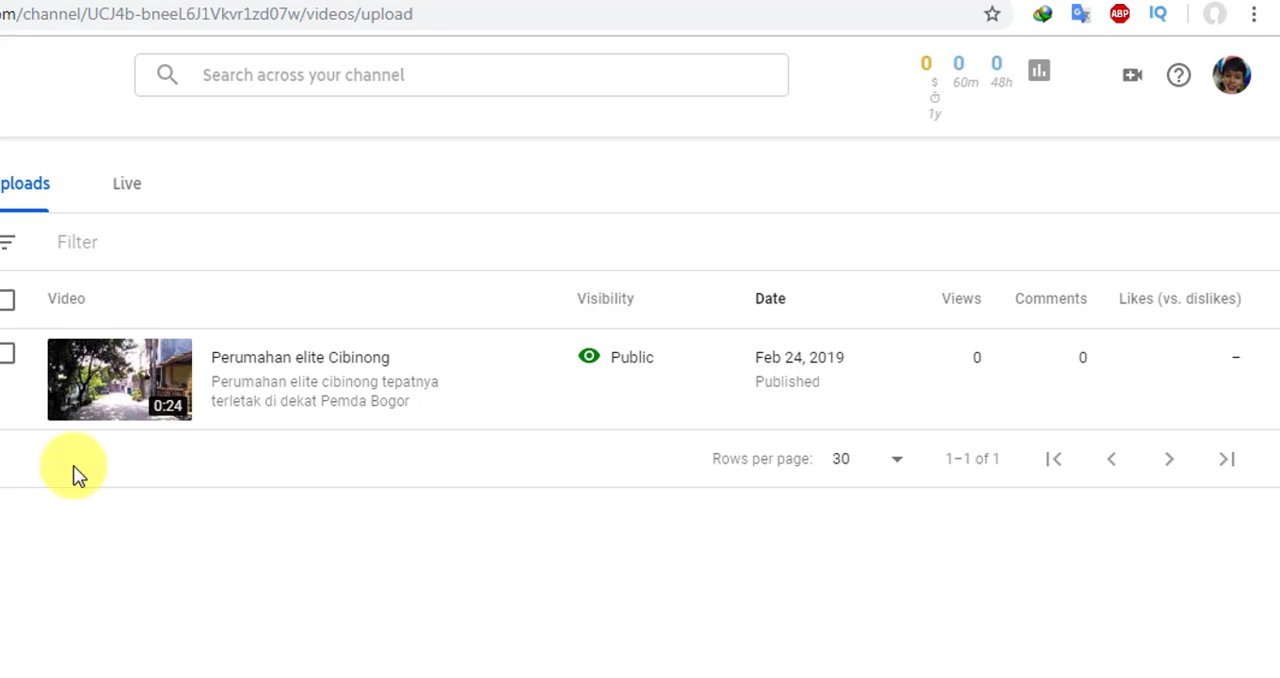 om/channel/UCJ4b-bneeL6J1Vkvr1zd07w/videos/upload
ABP
IQ
Search across your channel
0 0 0
$ 60m 48h
1y
ploads Live
Filter
Video Visibility Date Views Comments Likes (vs. dislikes)
Perumahan elite Cibinong Public Feb 24, 2019 0 0 –
Perumahan elite cibinong tepatnya Published
terletak di dekat Pemda Bogor
0:24
Rows per page: 30 1–1 of 1